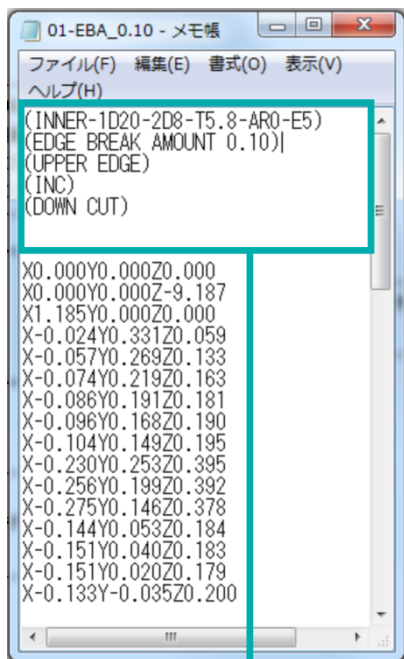 01-EBA_0.10 - メモ帳
ファイル(F) 編集(E) 書式(O) 表示(V)
ヘルプ(H)
(INNER-1D20-2D8-T5.8-AR0-E5)
(EDGE BREAK AMOUNT 0.10)
(UPPER EDGE)
(INC)
(DOWN CUT)
X0.000Y0.000Z0.000
X0.000Y0.000Z-9.187
X1.185Y0.000Z0.000
X-0.024Y0.331Z0.059
X-0.057Y0.269Z0.133
X-0.074Y0.219Z0.163
X-0.086Y0.191Z0.181
X-0.096Y0.168Z0.190
X-0.104Y0.149Z0.195
X-0.230Y0.253Z0.395
X-0.256Y0.199Z0.392
X-0.275Y0.146Z0.378
X-0.144Y0.053Z0.184
X-0.151Y0.040Z0.183
X-0.151Y0.020Z0.179
X-0.133Y-0.035Z0.200